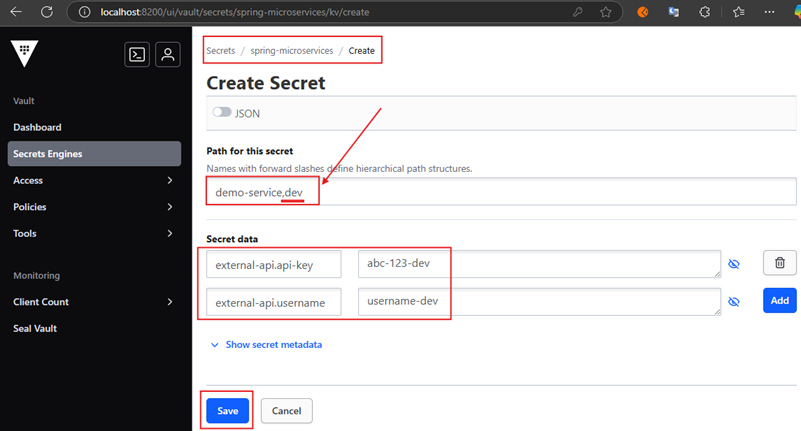 localhost:8200/ui/vault/secrets/spring-microservices/kv/create
Secrets / spring-microservices / Create
Create Secret
JSON
Path for this secret
Names with forward slashes define hierarchical path structures.
demo-service,dev
Secret data
external-api.api-key
abc-123-dev
external-api.username
username-dev
Add
Show secret metadata
Save
Cancel
Vault
Dashboard
Secrets Engines
Access
Policies
Tools
Monitoring
Client Count
Seal Vault